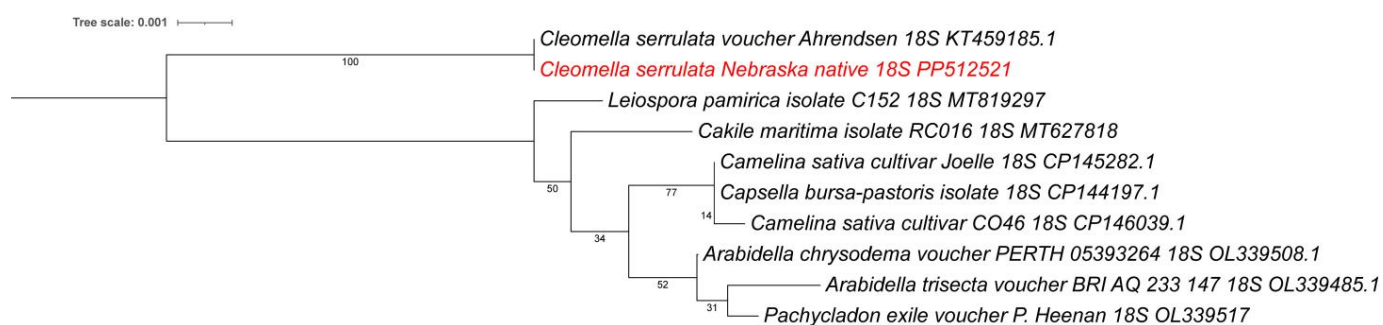 Tree scale: 0.001
Cleomella serrulata voucher Ahrendsen 18S KT459185.1
100
Cleomella serrulata Nebraska native 18S PP512521
Leiospora pamirica isolate C152 18S MT819297
Cakile maritima isolate RC016 18S MT627818
Camelina sativa cultivar Joelle 18S CP145282.1
50
77
Capsella bursa-pastoris isolate 18S CP144197.1
14
Camelina sativa cultivar CO46 18S CP146039.1
34
Arabidella chrysodema voucher PERTH 05393264 18S OL339508.1
52
Arabidella trisecta voucher BRI AQ 233 147 18S OL339485.1
31
Pachycladon exile voucher P. Heenan 18S OL339517